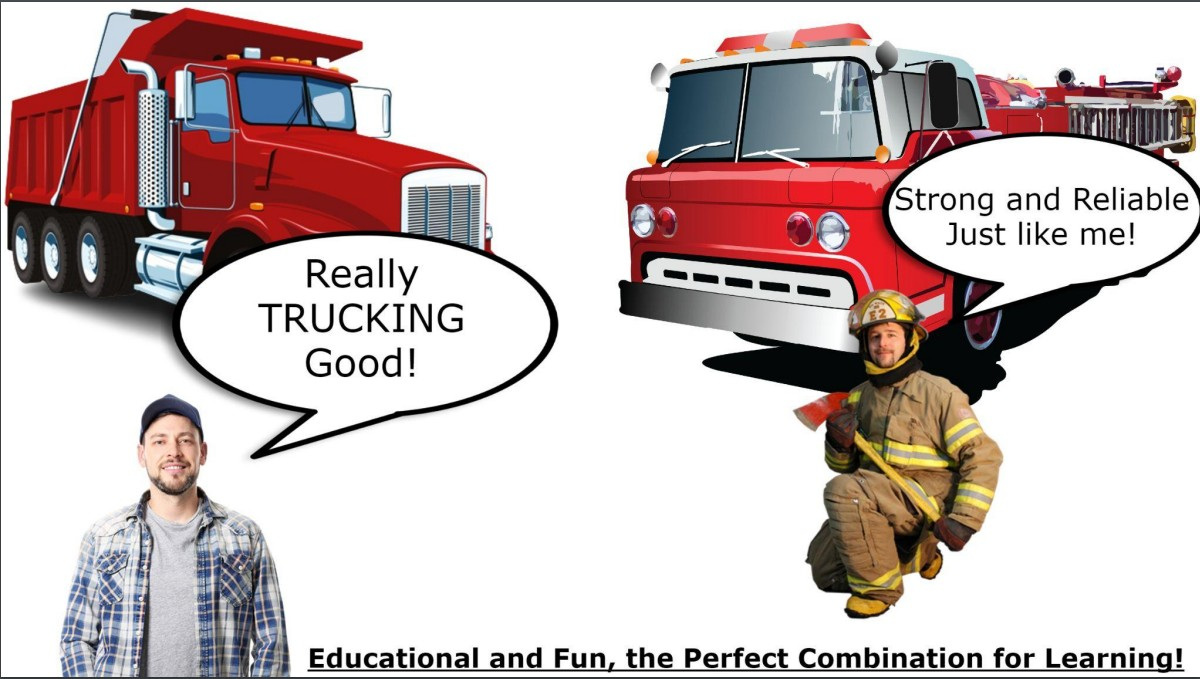 Really
TRUCKING
Good!
Strong and Reliable
Just like me!
E2
Educational and Fun, the Perfect Combination for Learning!